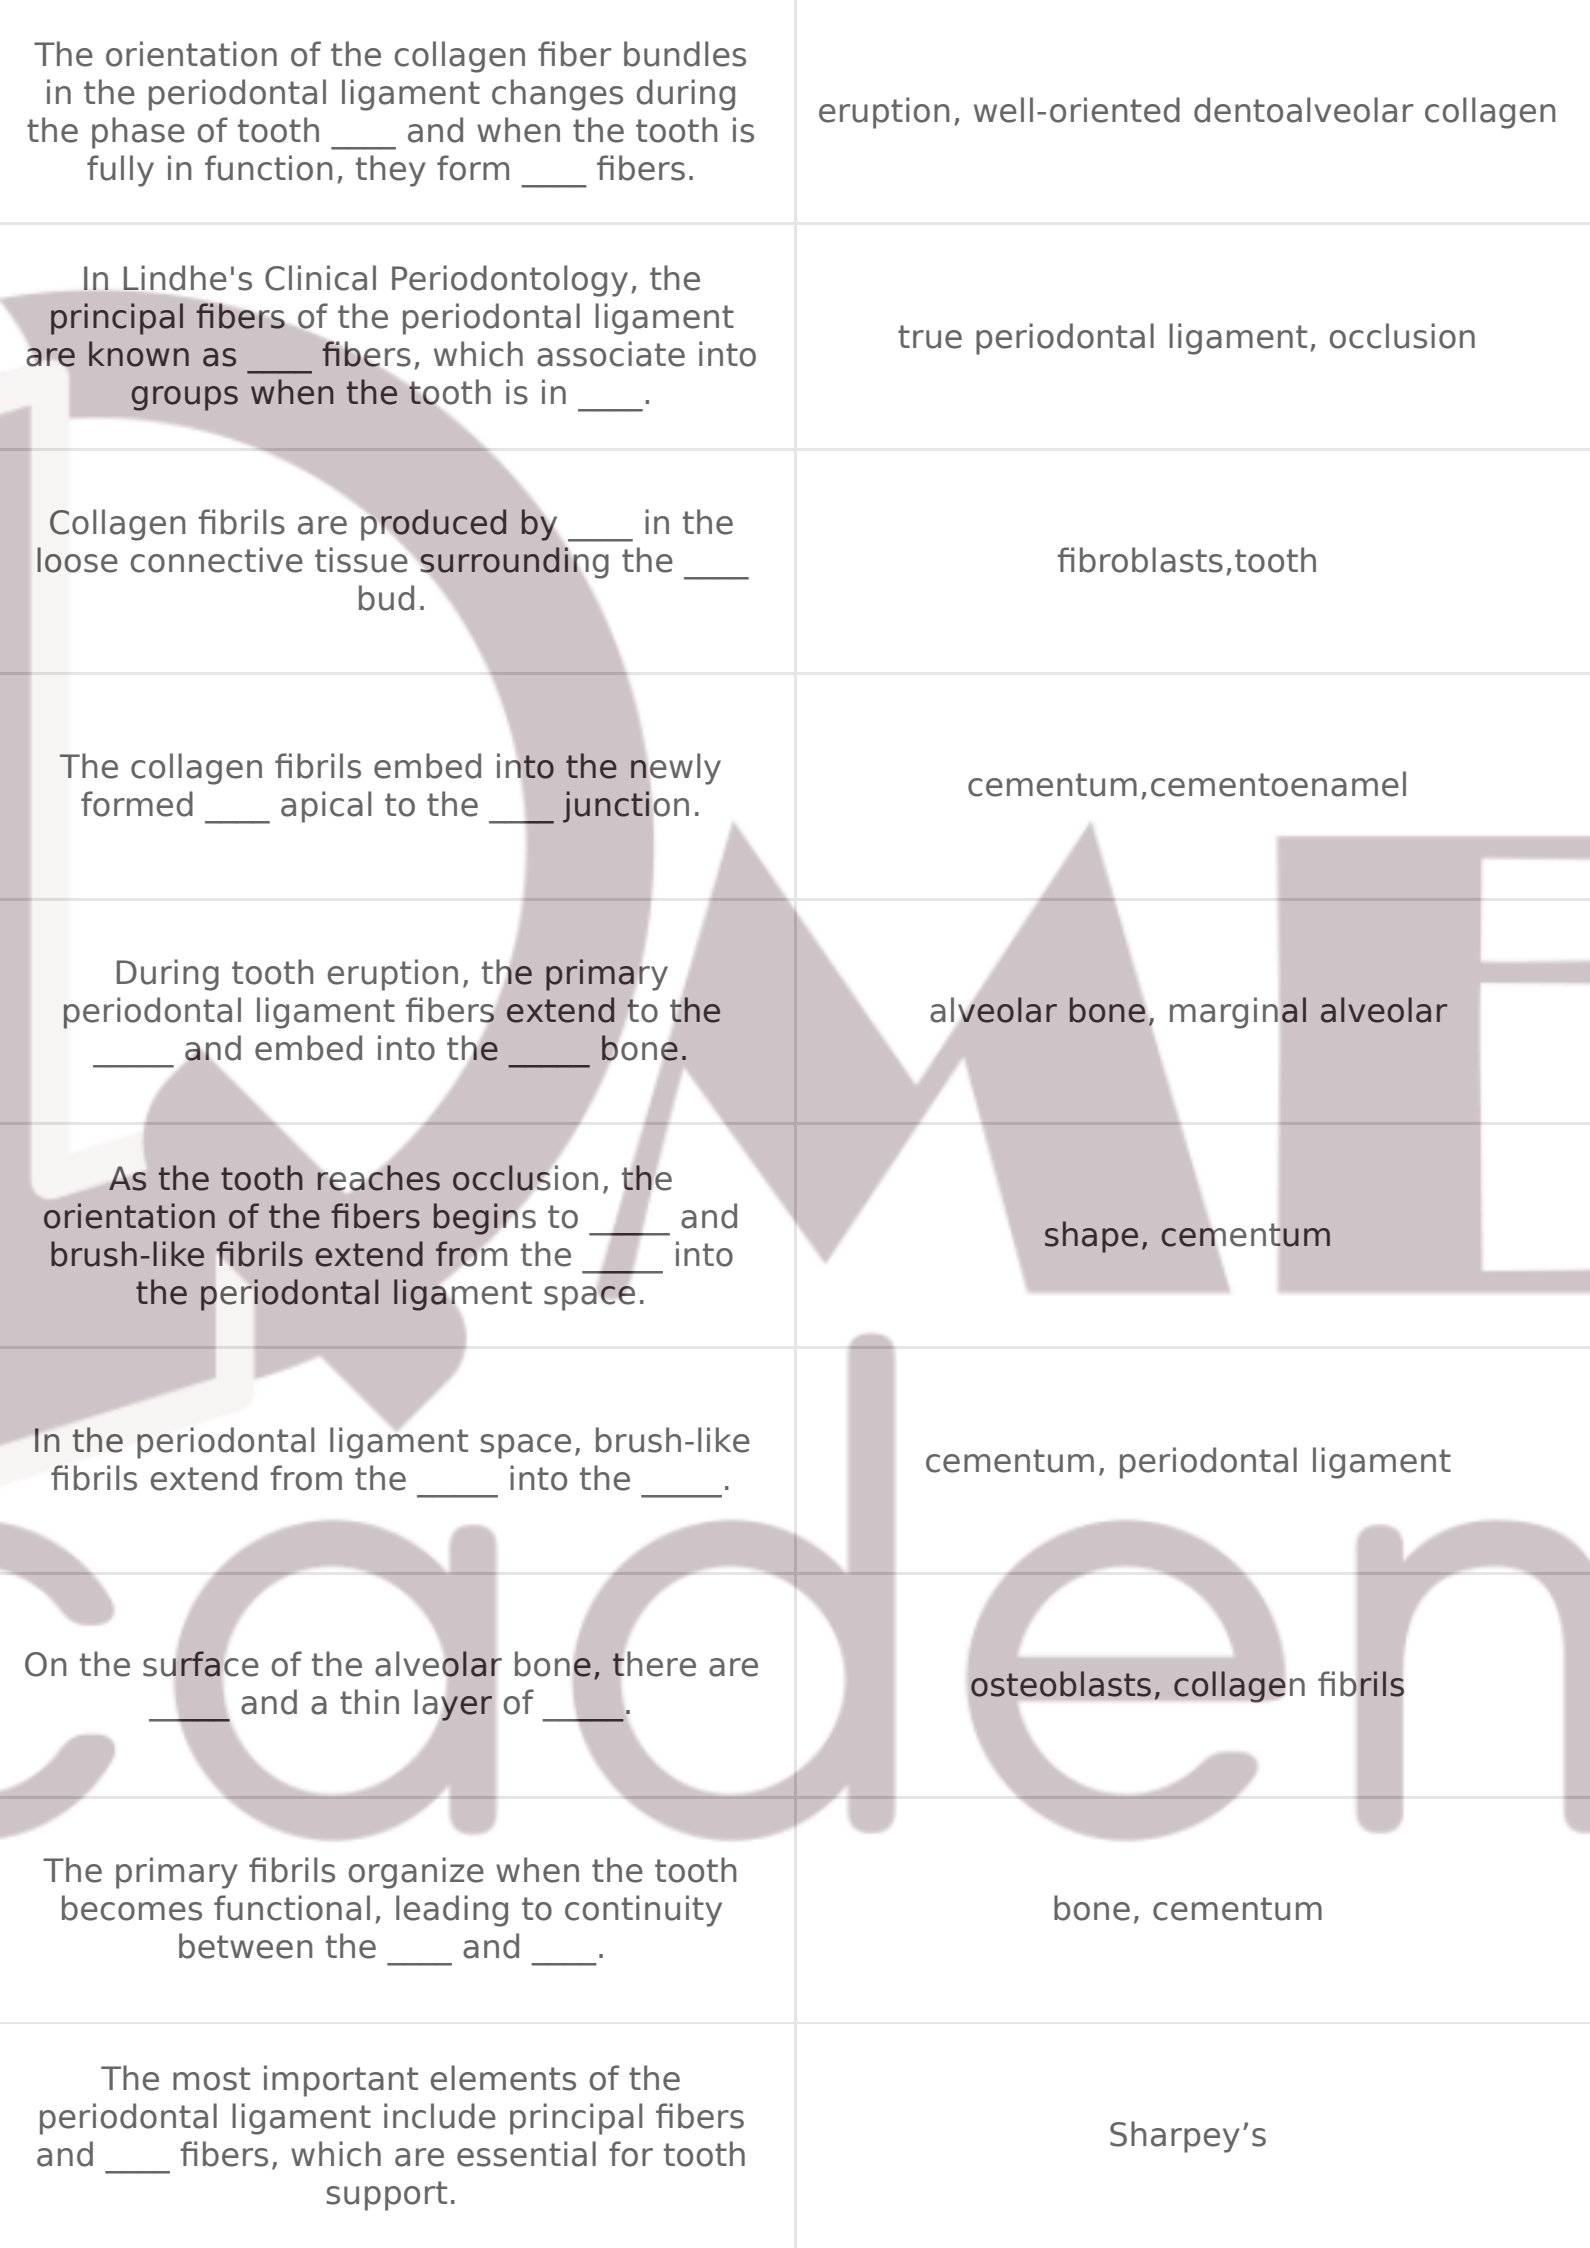 The orientation of the collagen fiber bundles
in the periodontal ligament changes during
the phase of tooth ____ and when the tooth is
fully in function, they form ____ fibers.
eruption, well-oriented dentoalveolar collagen
In Lindhe's Clinical Periodontology, the
principal fibers of the periodontal ligament
are known as ____ fibers, which associate into
groups when the tooth is in ____.
true periodontal ligament, occlusion
Collagen fibrils are produced by ____ in the
loose connective tissue surrounding the ____
bud.
fibroblasts,tooth
The collagen fibrils embed into the newly
formed ____ apical to the ____ junction.
cementum,cementoenamel
During tooth eruption, the primary
periodontal ligament fibers extend to the
_____ and embed into the _____ bone.
alveolar bone, marginal alveolar
As the tooth reaches occlusion, the
orientation of the fibers begins to _____ and
brush-like fibrils extend from the _____ into
the periodontal ligament space.
shape, cementum
In the periodontal ligament space, brush-like
fibrils extend from the _____ into the _____.
cementum, periodontal ligament
On the surface of the alveolar bone, there are
_____ and a thin layer of _____.
osteoblasts, collagen fibrils
The primary fibrils organize when the tooth
becomes functional, leading to continuity
between the ____ and ____.
bone, cementum
The most important elements of the
periodontal ligament include principal fibers
and ____ fibers, which are essential for tooth
support.
Sharpey’s
DME
caden